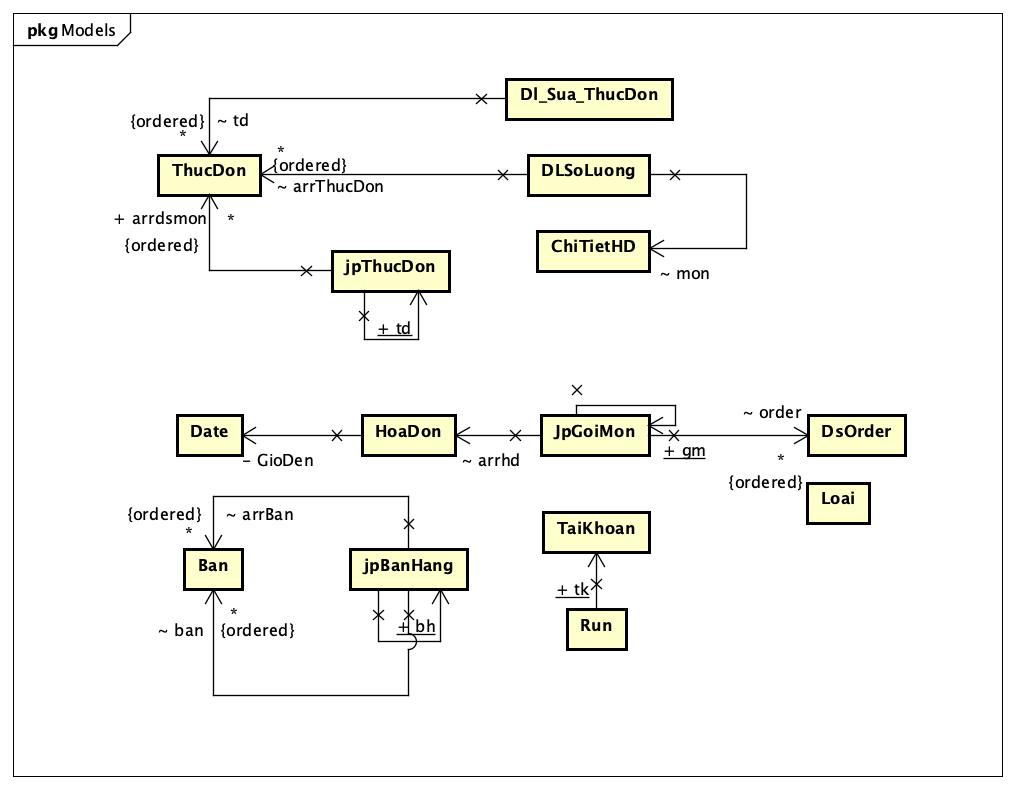 pkg Models
Dl_Sua_ThucDon
{ordered}
~ td
*
*
{ordered}
ThucDon
DLSoLuong
~ arrThucDon
+ arrdsmon
*
{ordered}
ChiTietHD
~ mon
jpThucDon
+ td
~ order
Date
HoaDon
JpGoiMon
DsOrder
- GioDen
~ arrhd
+ gm
*
{ordered}
Loai
{ordered}
~ arrBan
*
TaiKhoan
Ban
jpBanHang
+ tk
*
~ ban
{ordered}
+ bh
Run